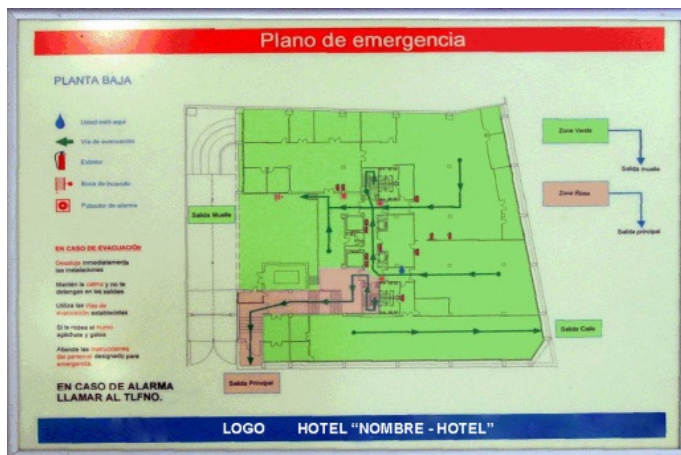 Plano de emergencia
PLANTA BAJA
Usted está aquí
Vía de evacuación
Extintor
Boca de incendio
Pulsador de alarma
EN CASO DE EVACUACIÓN
Desaloje inmediatamente
las instalaciones
Mantén la calma y no te
detengas en las salidas
Utiliza las Vías de
evacuación establecidas
Si te rodea el humo
agáchate y gatea
Atiende las instrucciones
del personal designado para
emergencia
EN CASO DE ALARMA
LLAMAR AL TLFNO.
Salida Muelle
Salida Principal
Zona Verde
Salida muelle
Zona Rosa
Salida principal
Salida Calle
LOGO HOTEL “NOMBRE - HOTEL”